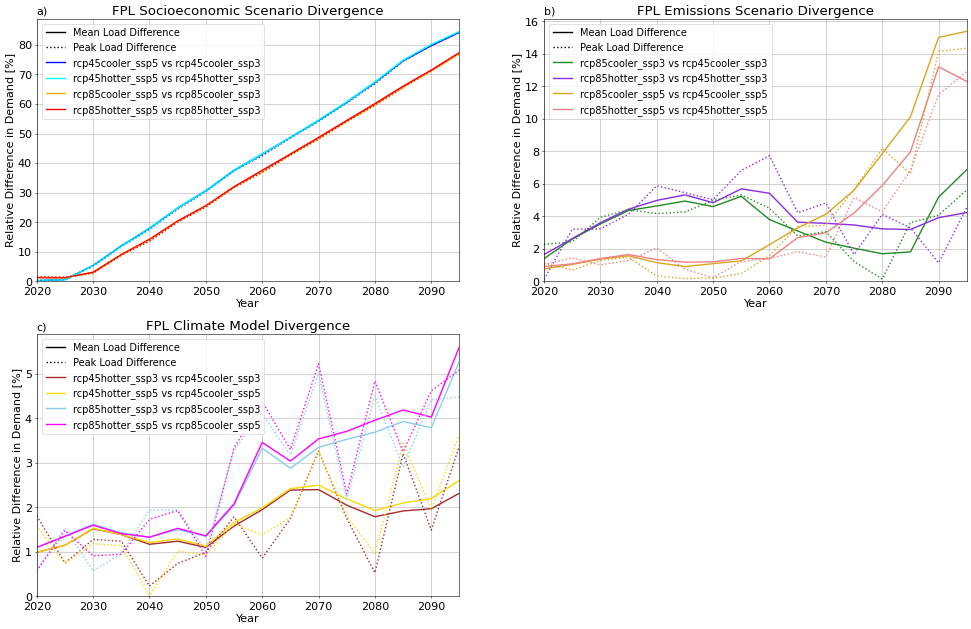 a)
FPL Socioeconomic Scenario Divergence
Relative Difference in Demand [%]
80
70
60
50
40
30
20
10
0
Mean Load Difference
Peak Load Difference
rcp45cooler_ssp5 vs rcp45cooler_ssp3
rcp45hotter_ssp5 vs rcp45hotter_ssp3
rcp85cooler_ssp5 vs rcp85cooler_ssp3
rcp85hotter_ssp5 vs rcp85hotter_ssp3
2020 2030 2040 2050 2060 2070 2080 2090
Year
b)
FPL Emissions Scenario Divergence
Relative Difference in Demand [%]
16
14
12
10
8
6
4
2
0
Mean Load Difference
Peak Load Difference
rcp85cooler_ssp3 vs rcp45cooler_ssp3
rcp85hotter_ssp3 vs rcp45hotter_ssp3
rcp85cooler_ssp5 vs rcp45cooler_ssp5
rcp85hotter_ssp5 vs rcp45hotter_ssp5
2020 2030 2040 2050 2060 2070 2080 2090
Year
c)
FPL Climate Model Divergence
Relative Difference in Demand [%]
5
4
3
2
1
0
Mean Load Difference
Peak Load Difference
rcp45hotter_ssp3 vs rcp45cooler_ssp3
rcp45hotter_ssp5 vs rcp45cooler_ssp5
rcp85hotter_ssp3 vs rcp85cooler_ssp3
rcp85hotter_ssp5 vs rcp85cooler_ssp5
2020 2030 2040 2050 2060 2070 2080 2090
Year